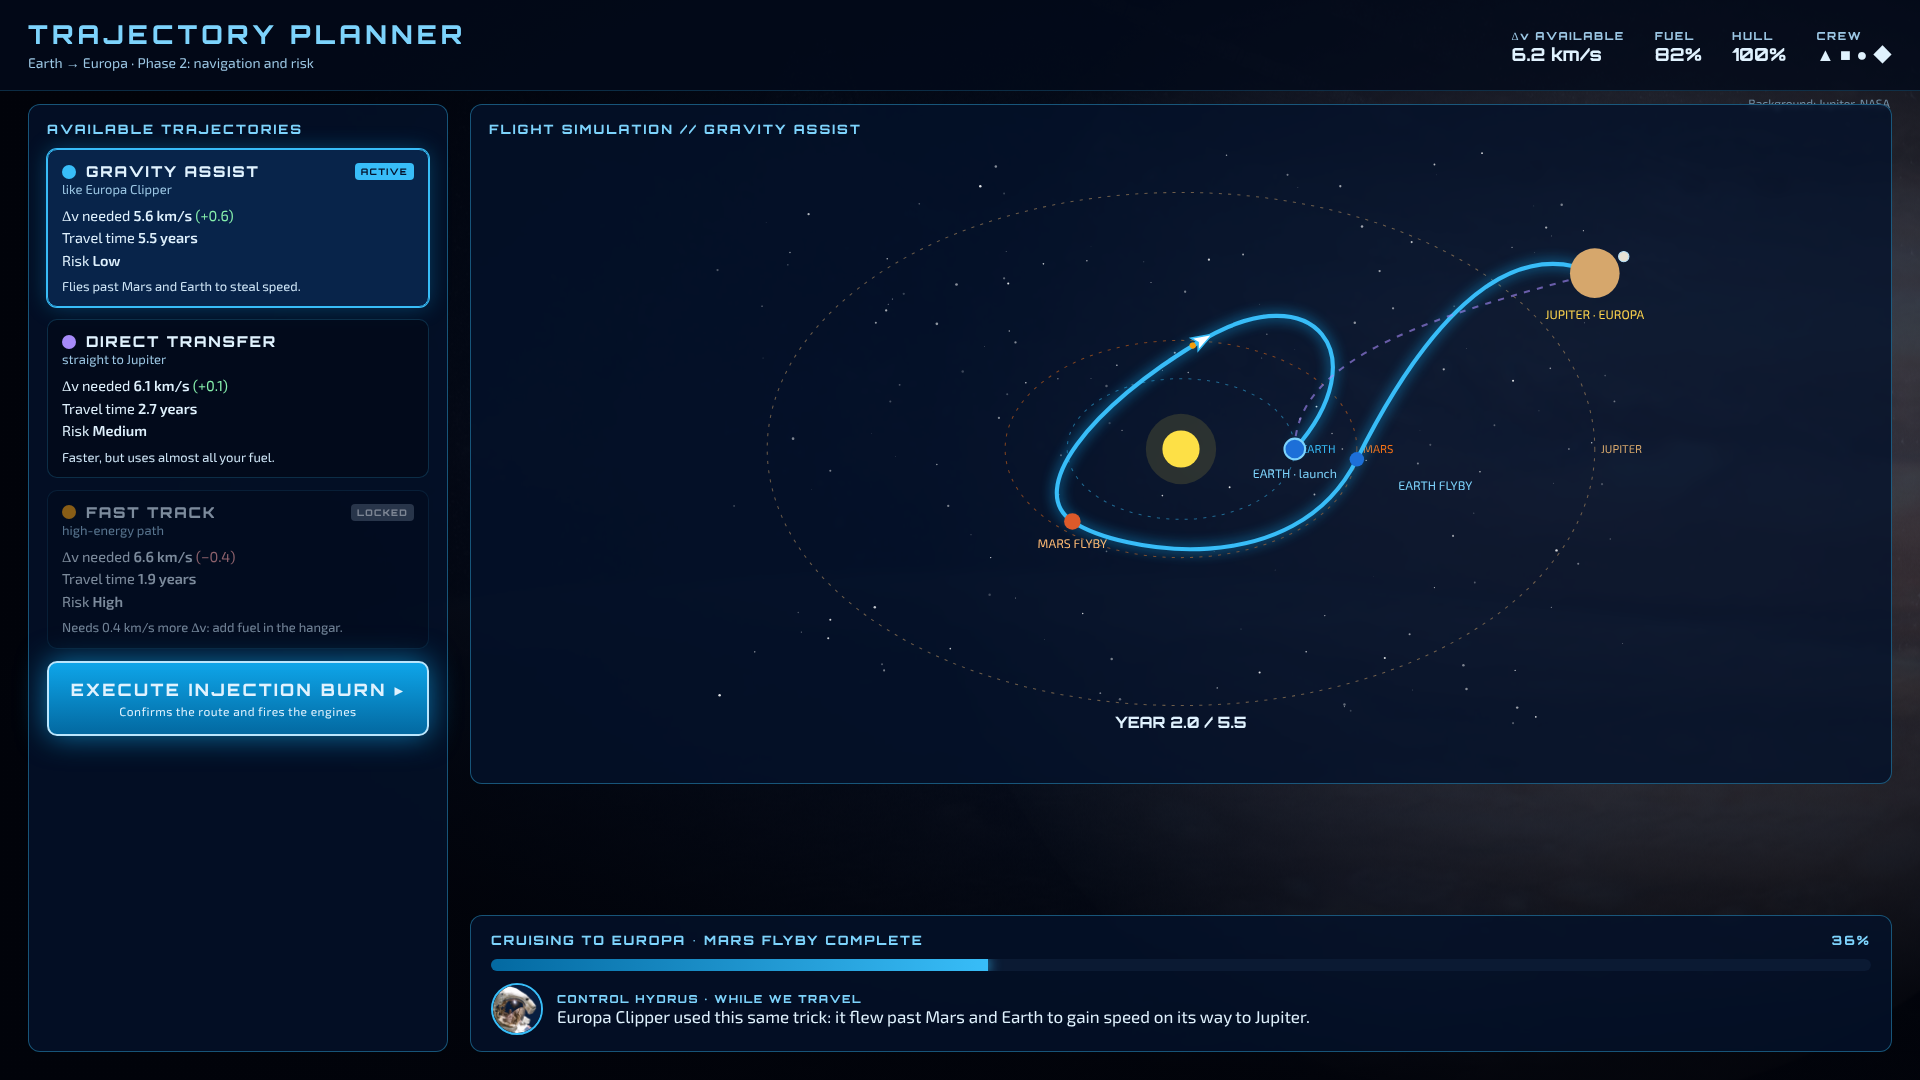 TRAJECTORY PLANNER
Earth → Europa · Phase 2: navigation and risk
Δv AVAILABLE
6.2 km/s
FUEL
82%
HULL
100%
CREW
▲ ■ ● ◆
Background: Jupiter, NASA
AVAILABLE TRAJECTORIES
GRAVITY ASSIST
ACTIVE
like Europa Clipper
Δv needed 5.6 km/s (+0.6)
Travel time 5.5 years
Risk Low
Flies past Mars and Earth to steal speed.
DIRECT TRANSFER
straight to Jupiter
Δv needed 6.1 km/s (+0.1)
Travel time 2.7 years
Risk Medium
Faster, but uses almost all your fuel.
FAST TRACK
LOCKED
high-energy path
Δv needed 6.6 km/s (−0.4)
Travel time 1.9 years
Risk High
Needs 0.4 km/s more Δv: add fuel in the hangar.
EXECUTE INJECTION BURN ▸
Confirms the route and fires the engines
FLIGHT SIMULATION // GRAVITY ASSIST
JUPITER · EUROPA
EARTH
MARS
JUPITER
EARTH · launch
EARTH FLYBY
MARS FLYBY
YEAR 2.0 / 5.5
CRUISING TO EUROPA · MARS FLYBY COMPLETE
36%
CONTROL HYDRUS · WHILE WE TRAVEL
Europa Clipper used this same trick: it flew past Mars and Earth to gain speed on its way to Jupiter.